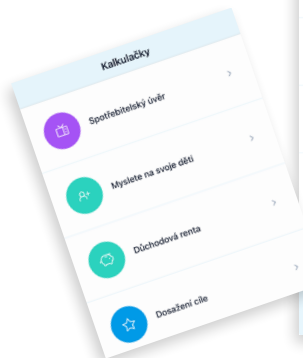 Kalkulačky
Spotřebitelský úvěr
Myslete na svoje děti
Důchodová renta
Dosažení cíle